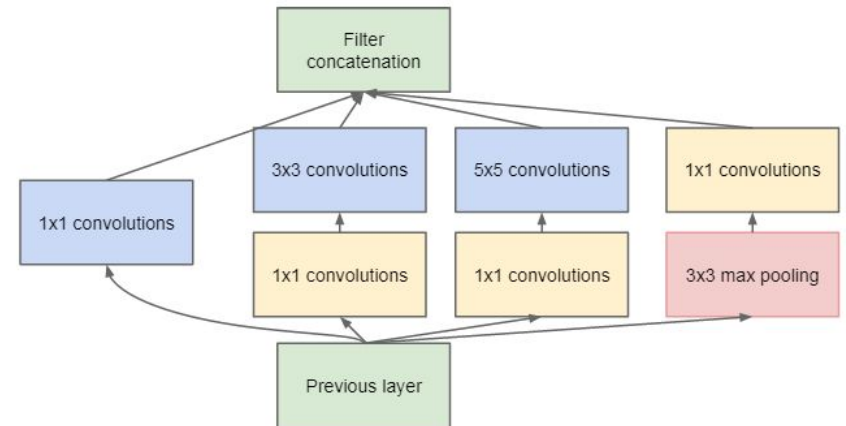 Filter
concatenation
3x3 convolutions
5x5 convolutions
1x1 convolutions
1x1 convolutions
1x1 convolutions
1x1 convolutions
3x3 max pooling
Previous layer